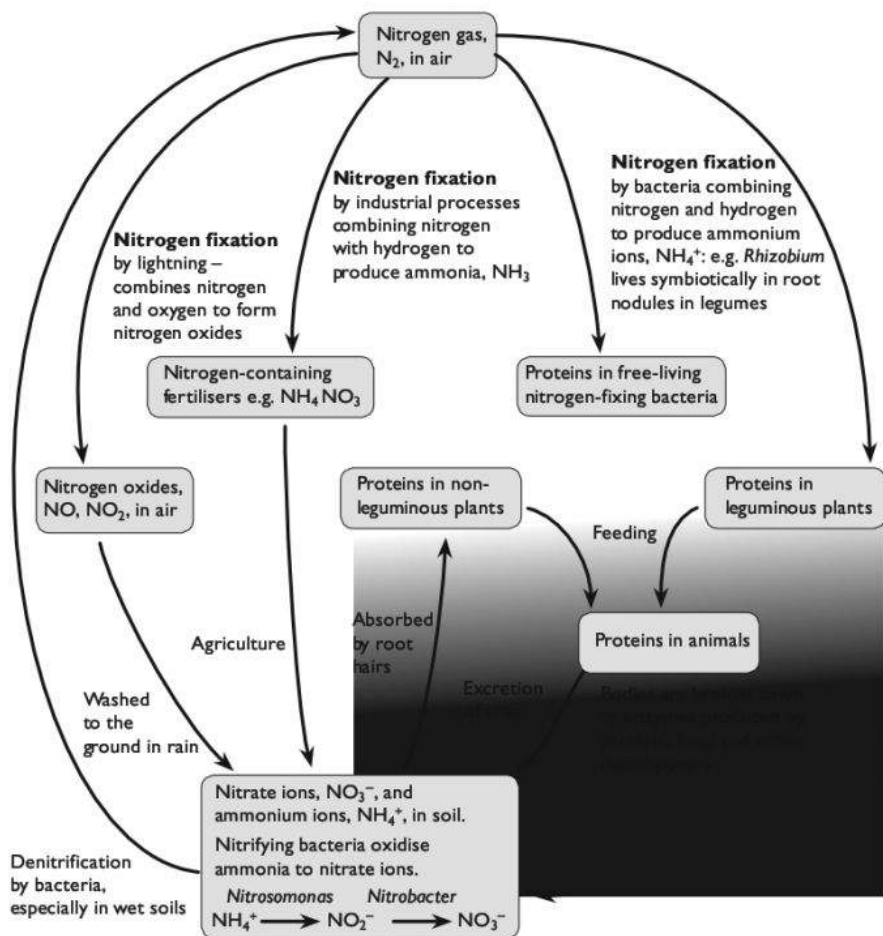 Nitrogen gas,
N₂, in air
Nitrogen fixation
by lightning –
combines nitrogen
and oxygen to form
nitrogen oxides
Nitrogen fixation
by industrial processes
combining nitrogen
with hydrogen to
produce ammonia, NH₃
Nitrogen fixation
by bacteria combining
nitrogen and hydrogen
to produce ammonium
ions, NH₄⁺: e.g. Rhizobium
lives symbiotically in root
nodules in legumes
Nitrogen-containing
fertilisers e.g. NH₄NO₃
Proteins in free-living
nitrogen-fixing bacteria
Nitrogen oxides,
NO, NO₂, in air
Proteins in non-
leguminous plants
Proteins in
leguminous plants
Feeding
Agriculture
Absorbed
by root
hairs
Proteins in animals
Excretion
Washed
to the
ground in rain
Nitrate ions, NO₃⁻, and
ammonium ions, NH₄⁺, in soil.
Nitrifying bacteria oxidise
ammonia to nitrate ions.
Nitrosomonas Nitrobacter
NH₄⁺ → NO₂⁻ → NO₃⁻
Denitrification
by bacteria,
especially in wet soils